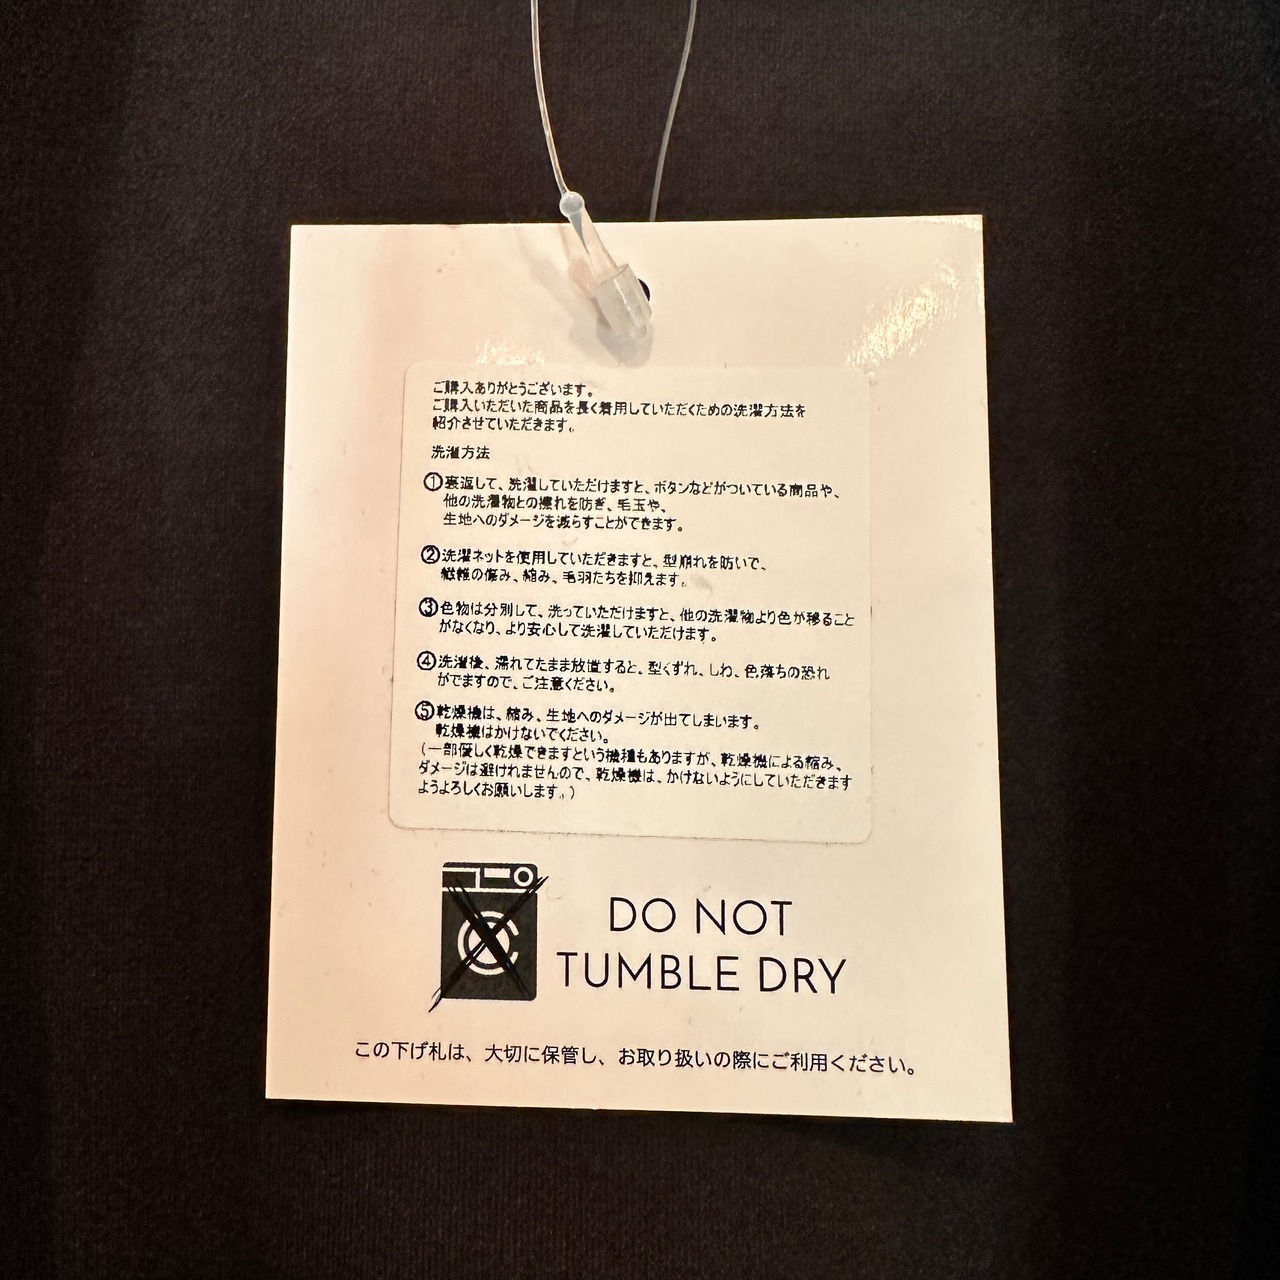 ご購入ありがとうございます。
ご購入いただいた商品を長く着用していただくための洗濯方法を
紹介させていただきます。
洗濯方法
①裏返して、洗濯していただけますと、ボタンなどがついている商品や、
他の洗濯物との擦れを防ぎ、毛玉や、
生地へのダメージを減らすことができます。
②洗濯ネットを使用していただきますと、型崩れを防いで、
繊維の傷み、縮み、毛羽たちを抑えます。
③色物は分別して、洗っていただけますと、他の洗濯物より色が移ること
がなくなり、より安心して洗濯していただけます。
④洗濯後、濡れてたまま放置すると、型くずれ、しわ、色落ちの恐れ
がでますので、ご注意ください。
⑤乾燥機は、縮み、生地へのダメージが出てしまいます。
乾燥機はかけないでください。
(一部優しく乾燥できますという機種もありますが、乾燥機による縮み、
ダメージは避けれませんので、乾燥機は、かけないようにしていただきます
ようよろしくお願いします。)
DO NOT
TUMBLE DRY
この下げ札は、大切に保管し、お取り扱いの際にご利用ください。